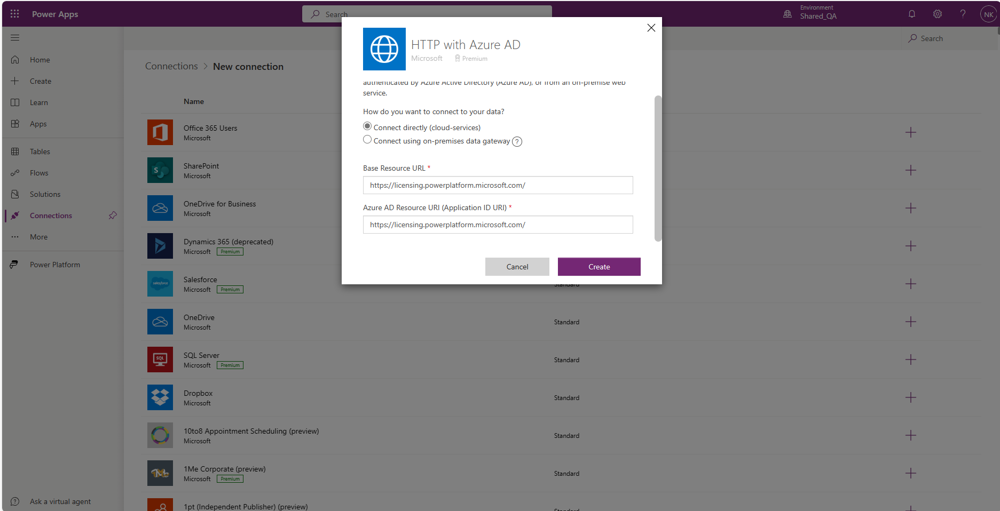 Power Apps
Search
Environment
Shared_QA
?
NK
Search
Home
Create
Learn
Apps
Tables
Flows
Solutions
Connections
More
Power Platform
Ask a virtual agent
Connections > New connection
Name
Office 365 Users
Microsoft
SharePoint
Microsoft
OneDrive for Business
Microsoft
Dynamics 365 (deprecated)
Microsoft Premium
salesforce
Salesforce
Microsoft Premium
Standard
OneDrive
Microsoft
Standard
SQL
SQL Server
Microsoft Premium
Standard
Dropbox
Microsoft
Standard
10to8 Appointment Scheduling (preview)
Microsoft
Standard
1Me
1Me Corporate (preview)
Microsoft Premium
Standard
1pt (Independent Publisher) (preview)
Standard
HTTP with Azure AD
Microsoft Premium
authenticated by Azure Active Directory (Azure AD), or from an on-premise web
service.
How do you want to connect to your data?
Connect directly (cloud-services)
Connect using on-premises data gateway ?
Base Resource URL *
https://licensing.powerplatform.microsoft.com/
Azure AD Resource URI (Application ID URI) *
https://licensing.powerplatform.microsoft.com/
Cancel
Create